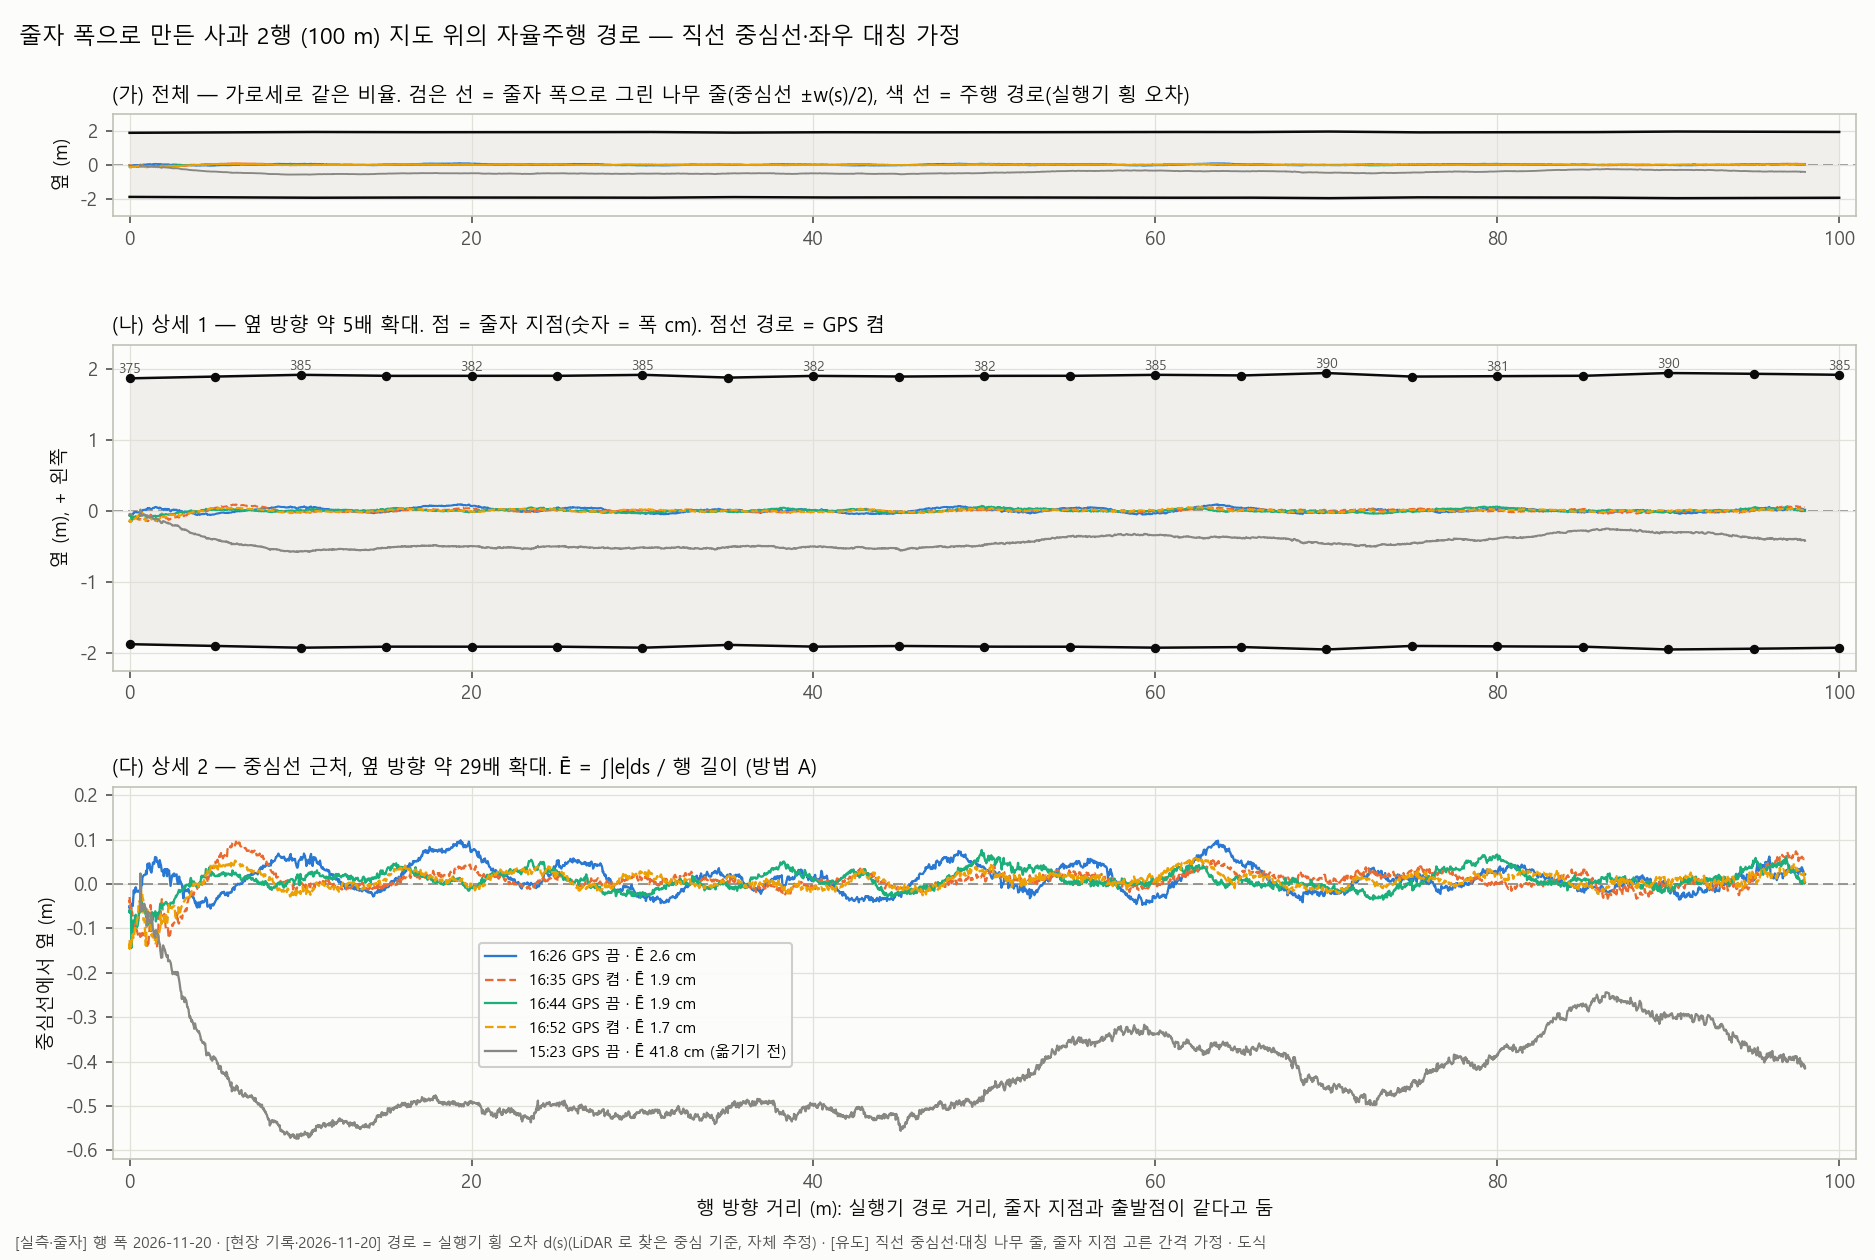 줄자 폭으로 만든 사과 2행 (100 m) 지도 위의 자율주행 경로 — 직선 중심선·좌우 대칭 가정
(가) 전체 — 가로세로 같은 비율. 검은 선 = 줄자 폭으로 그린 나무 줄(중심선 ±w(s)/2), 색 선 = 주행 경로(실행기 횡 오차)
옆 (m)
2
0
-2
0 20 40 60 80 100
(나) 상세 1 — 옆 방향 약 5배 확대. 점 = 줄자 지점(숫자 = 폭 cm). 점선 경로 = GPS 켬
옆 (m), + 왼쪽
375 385 382 385 382 382 385 390 381 390 385
2
1
0
-1
-2
0 20 40 60 80 100
(다) 상세 2 — 중심선 근처, 옆 방향 약 29배 확대. Ē = ∫|e|ds / 행 길이 (방법 A)
중심선에서 옆 (m)
0.2
0.1
0.0
-0.1
-0.2
-0.3
-0.4
-0.5
-0.6
16:26 GPS 끔 · Ē 2.6 cm
16:35 GPS 켬 · Ē 1.9 cm
16:44 GPS 끔 · Ē 1.9 cm
16:52 GPS 켬 · Ē 1.7 cm
15:23 GPS 끔 · Ē 41.8 cm (옮기기 전)
0 20 40 60 80 100
행 방향 거리 (m): 실행기 경로 거리, 줄자 지점과 출발점이 같다고 둠
[실측·줄자] 행 폭 2026-11-20 · [현장 기록·2026-11-20] 경로 = 실행기 횡 오차 d(s)(LiDAR 로 찾은 중심 기준, 자체 추정) · [유도] 직선 중심선·대칭 나무 줄, 줄자 지점 고른 간격 가정 · 도식